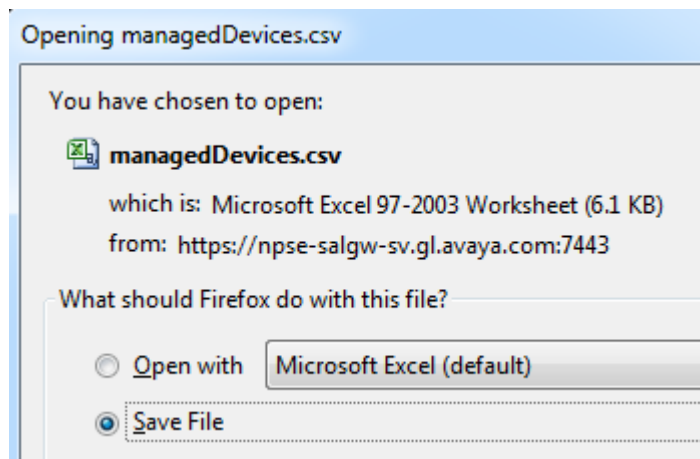 Opening managedDevices.csv
You have chosen to open:
managedDevices.csv
which is: Microsoft Excel 97-2003 Worksheet (6.1 KB)
from: https://npse-salgw-sv.gl.avaya.com:7443
What should Firefox do with this file?
Open with Microsoft Excel (default)
Save File